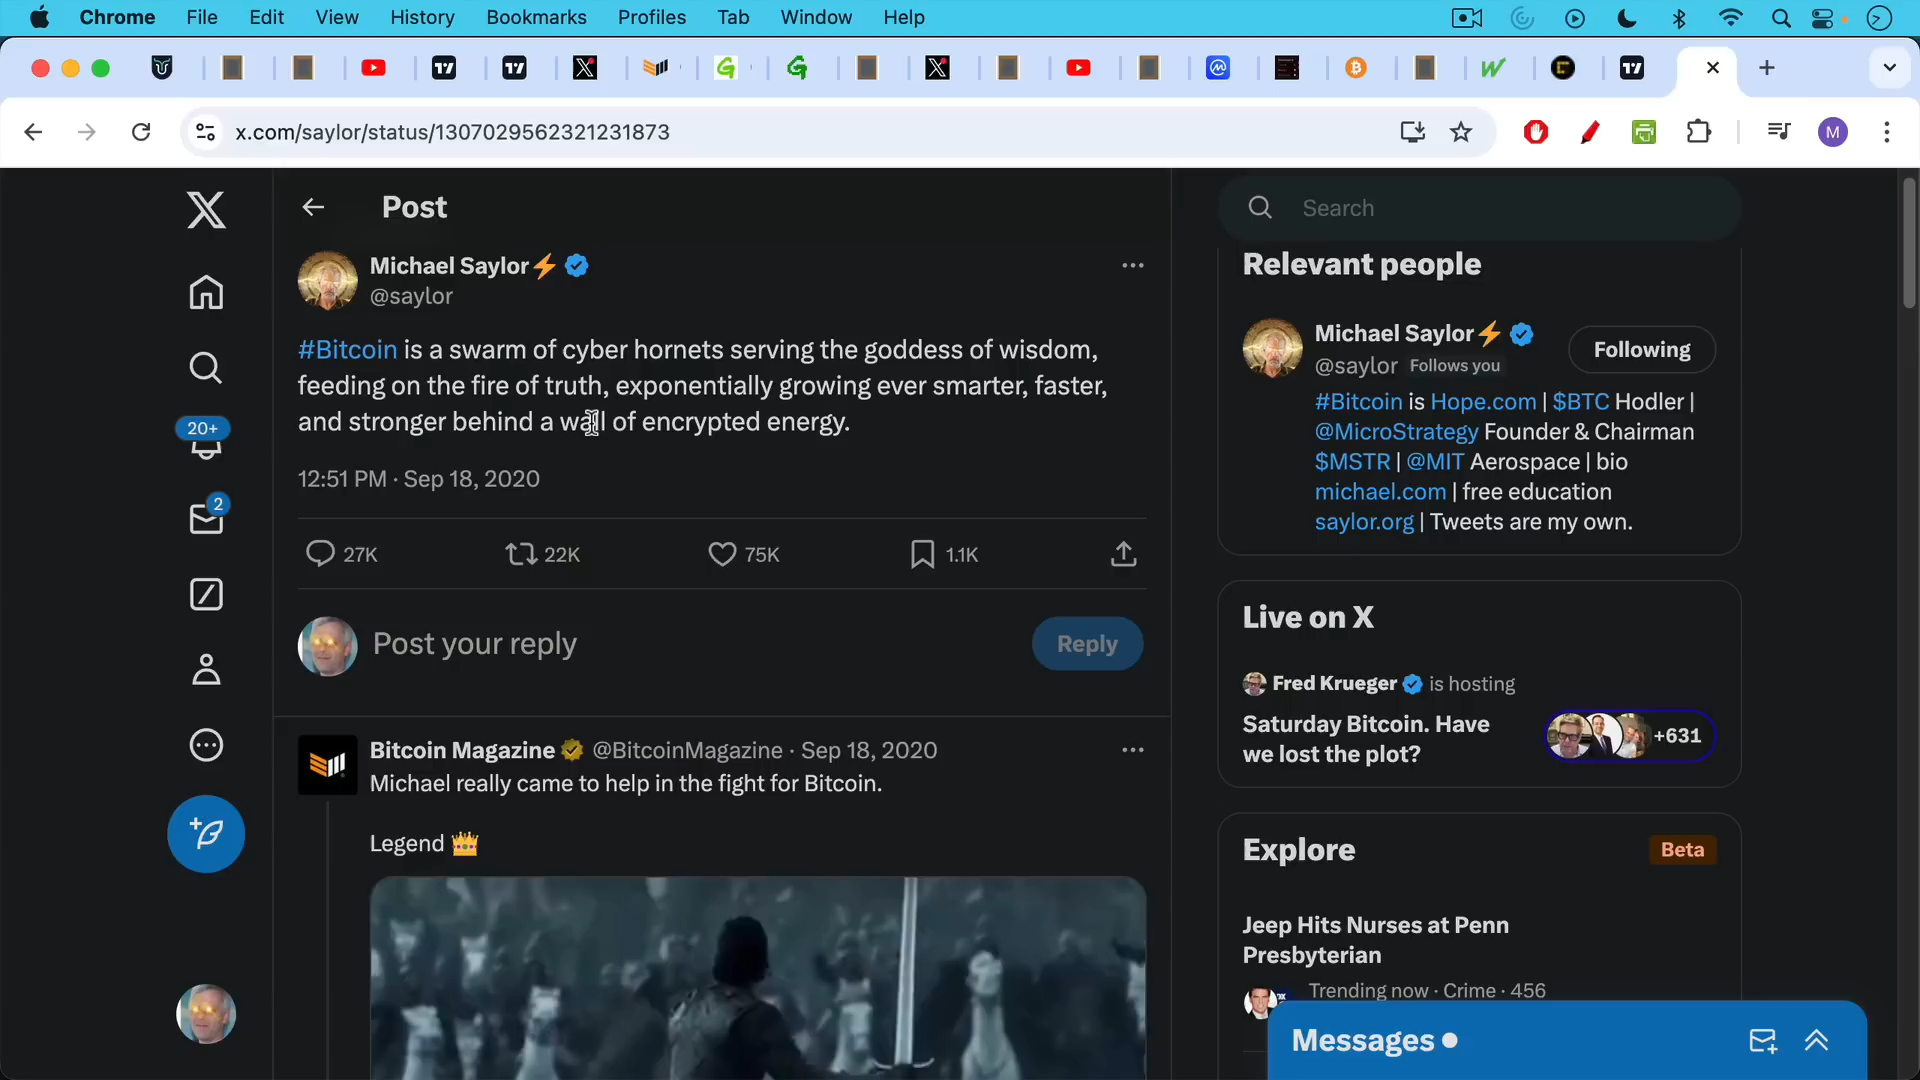 Chrome File Edit View History Bookmarks Profiles Tab Window Help
x.com/saylor/status/1307029562321231873
M
Post
Search
Michael Saylor⚡
@saylor
#Bitcoin is a swarm of cyber hornets serving the goddess of wisdom,
feeding on the fire of truth, exponentially growing ever smarter, faster,
and stronger behind a wall of encrypted energy.
12:51 PM · Sep 18, 2020
27K 22K 75K 1.1K
Post your reply
Reply
20+
2
Bitcoin Magazine @BitcoinMagazine · Sep 18, 2020
Michael really came to help in the fight for Bitcoin.
Legend 👑
Relevant people
Michael Saylor⚡
@saylor Follows you
Following
#Bitcoin is Hope.com | $BTC Hodler |
@MicroStrategy Founder & Chairman
$MSTR | @MIT Aerospace | bio
michael.com | free education
saylor.org | Tweets are my own.
Live on X
Fred Krueger is hosting
Saturday Bitcoin. Have
we lost the plot?
+631
Explore
Beta
Jeep Hits Nurses at Penn
Presbyterian
Trending now · Crime · 456
Messages